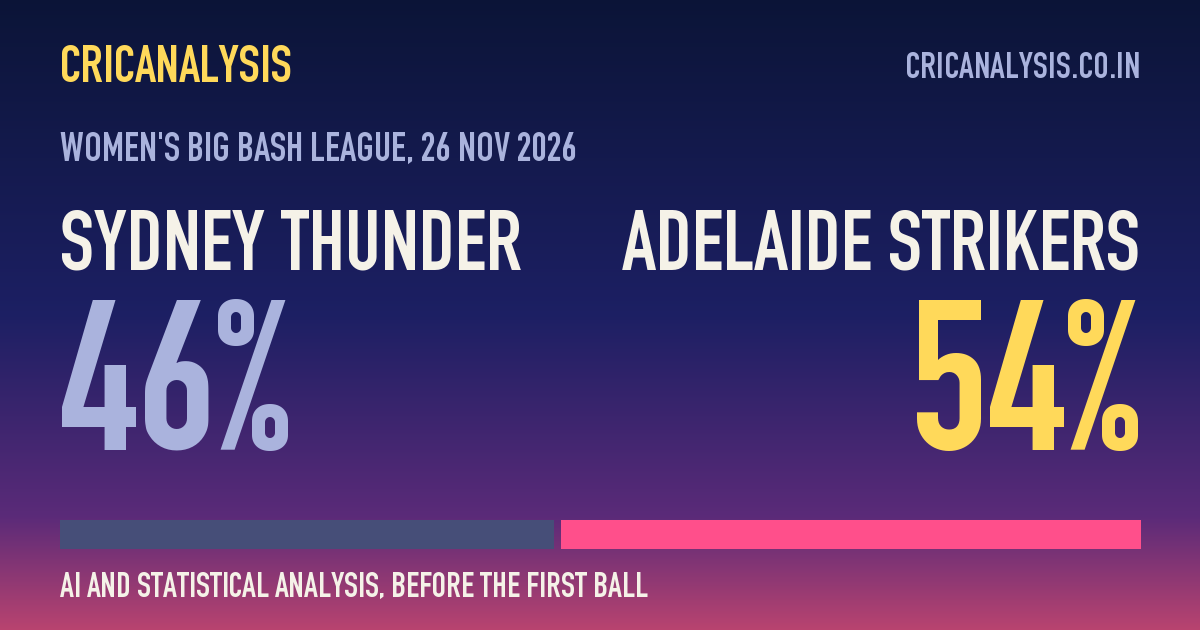 CRICANALYSIS
CRICANALYSIS.CO.IN
WOMEN'S BIG BASH LEAGUE, 26 NOV 2026
SYDNEY THUNDER
ADELAIDE STRIKERS
46%
54%
AI AND STATISTICAL ANALYSIS, BEFORE THE FIRST BALL